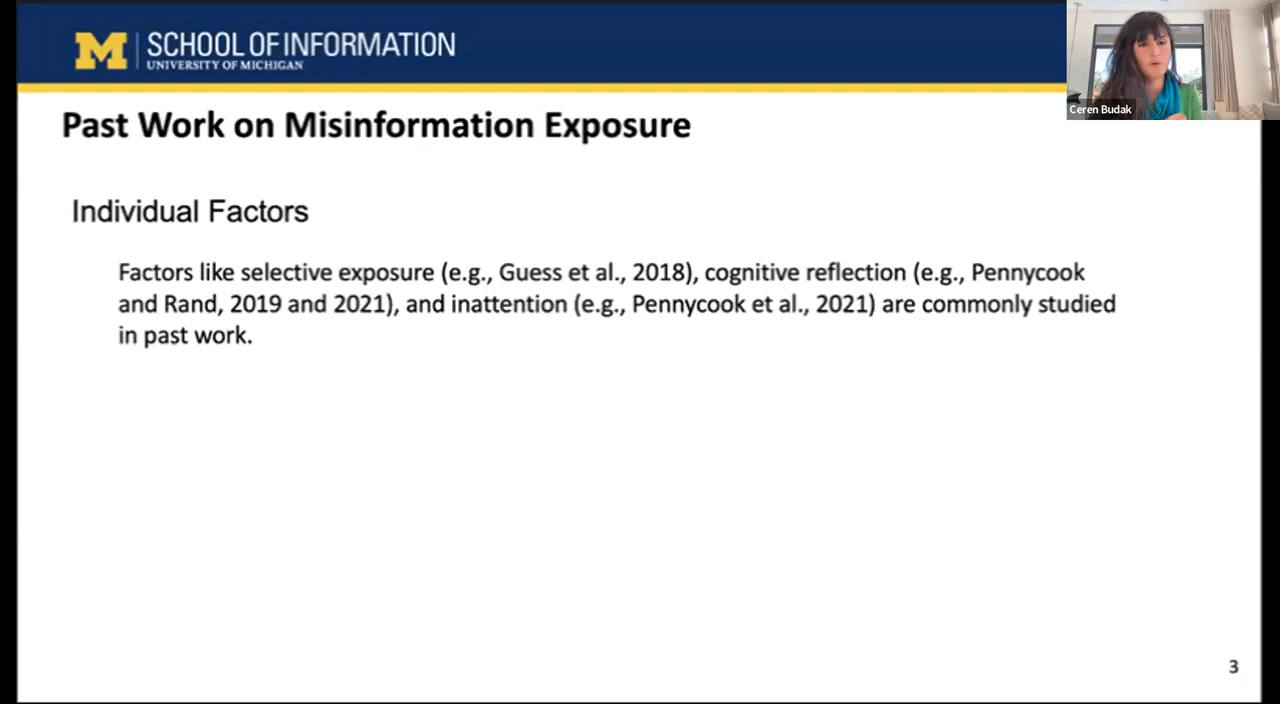 M
SCHOOL OF INFORMATION
UNIVERSITY OF MICHIGAN
Ceren Budak
Past Work on Misinformation Exposure
Individual Factors
Factors like selective exposure (e.g., Guess et al., 2018), cognitive reflection (e.g., Pennycook
and Rand, 2019 and 2021), and inattention (e.g., Pennycook et al., 2021) are commonly studied
in past work.
3